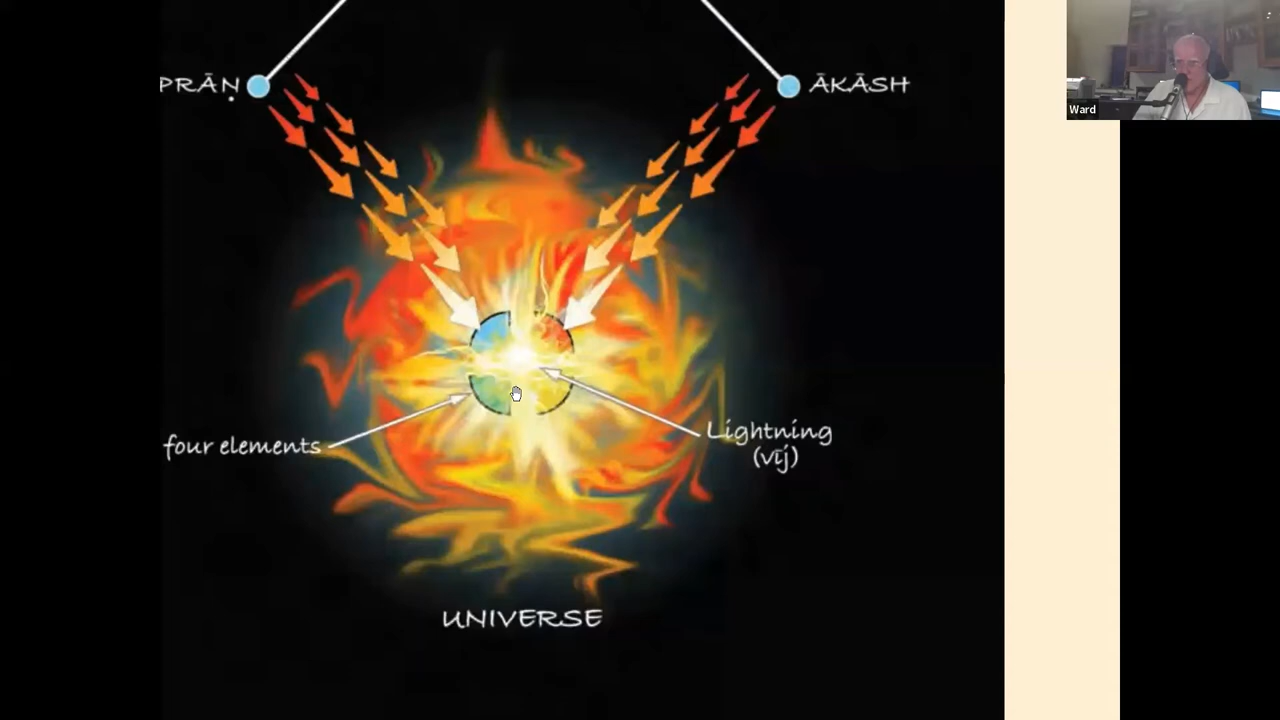 PRĀṆ
ĀKĀSH
Ward
four elements
Lightning
(vīj)
UNIVERSE